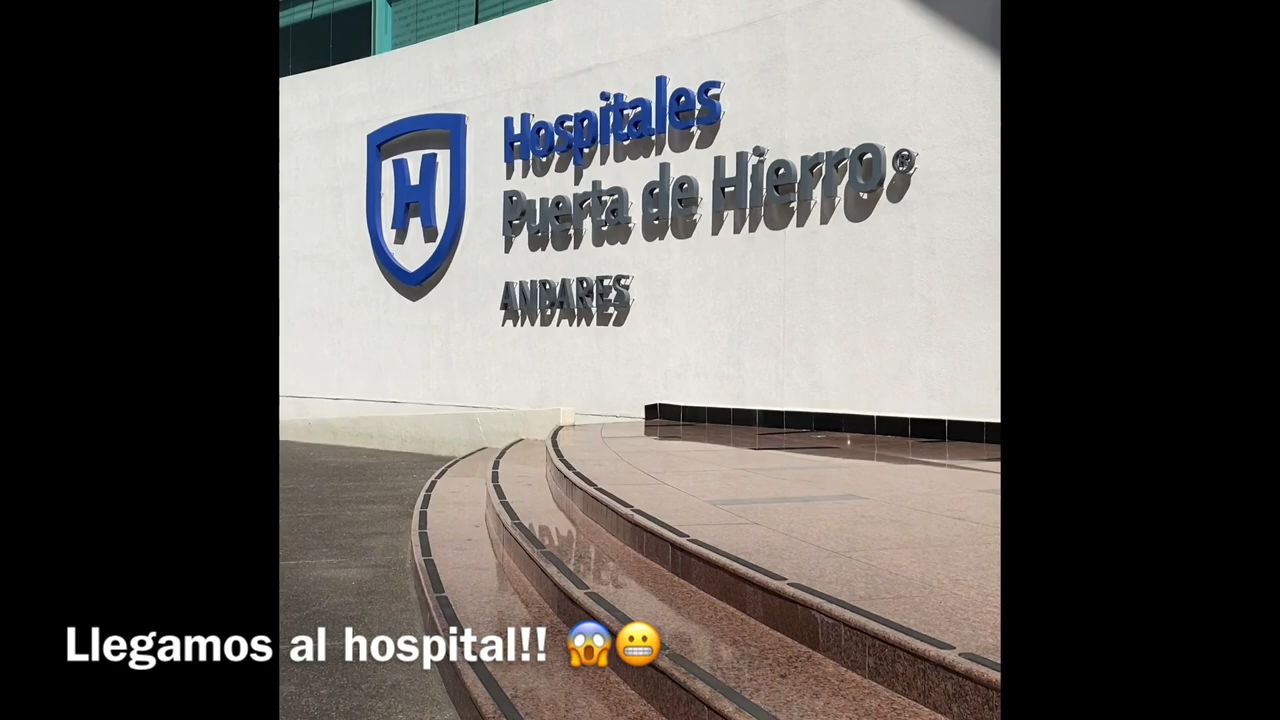 H
Hospitales
Puerta de Hierro®
ANDARES
Llegamos al hospital!! 😱😬